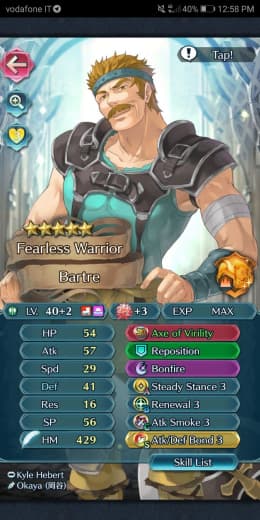 vodafone IT 40% 12:58 PM
Tap!
Fearless Warrior
Bartre
LV. 40+2 +3 EXP MAX
HP 54 Axe of Virility
Atk 57 Reposition
Spd 29 Bonfire
Def 41 Steady Stance 3
Res 16 Renewal 3
SP 56 Atk Smoke 3
HM 429 Atk/Def Bond 3
Skill List
Kyle Hebert
Okaya (岡谷)